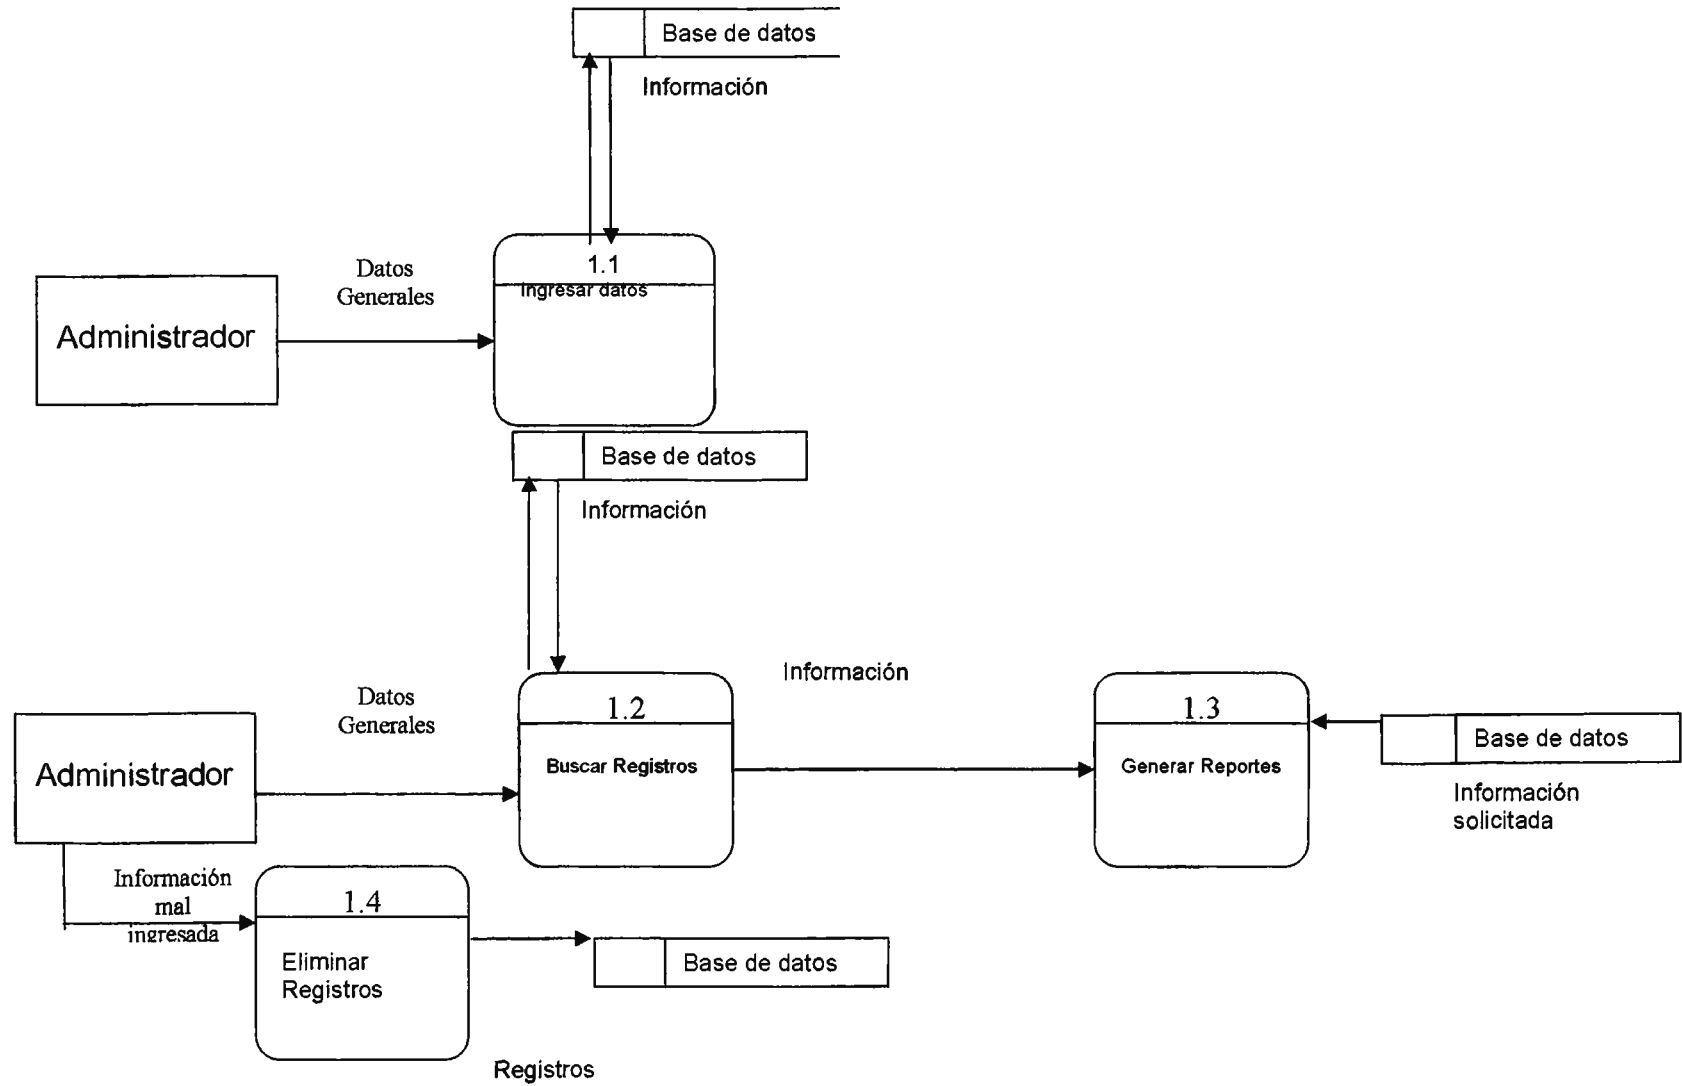 Base de datos
Información
1.1
Ingresar datos
Datos
Generales
Administrador
Base de datos
Información
Información
Datos
Generales
1.2
1.3
Administrador
Buscar Registros
Generar Reportes
Base de datos
Información
solicitada
Información
mal
ingresada
1.4
Eliminar
Registros
Base de datos
Registros